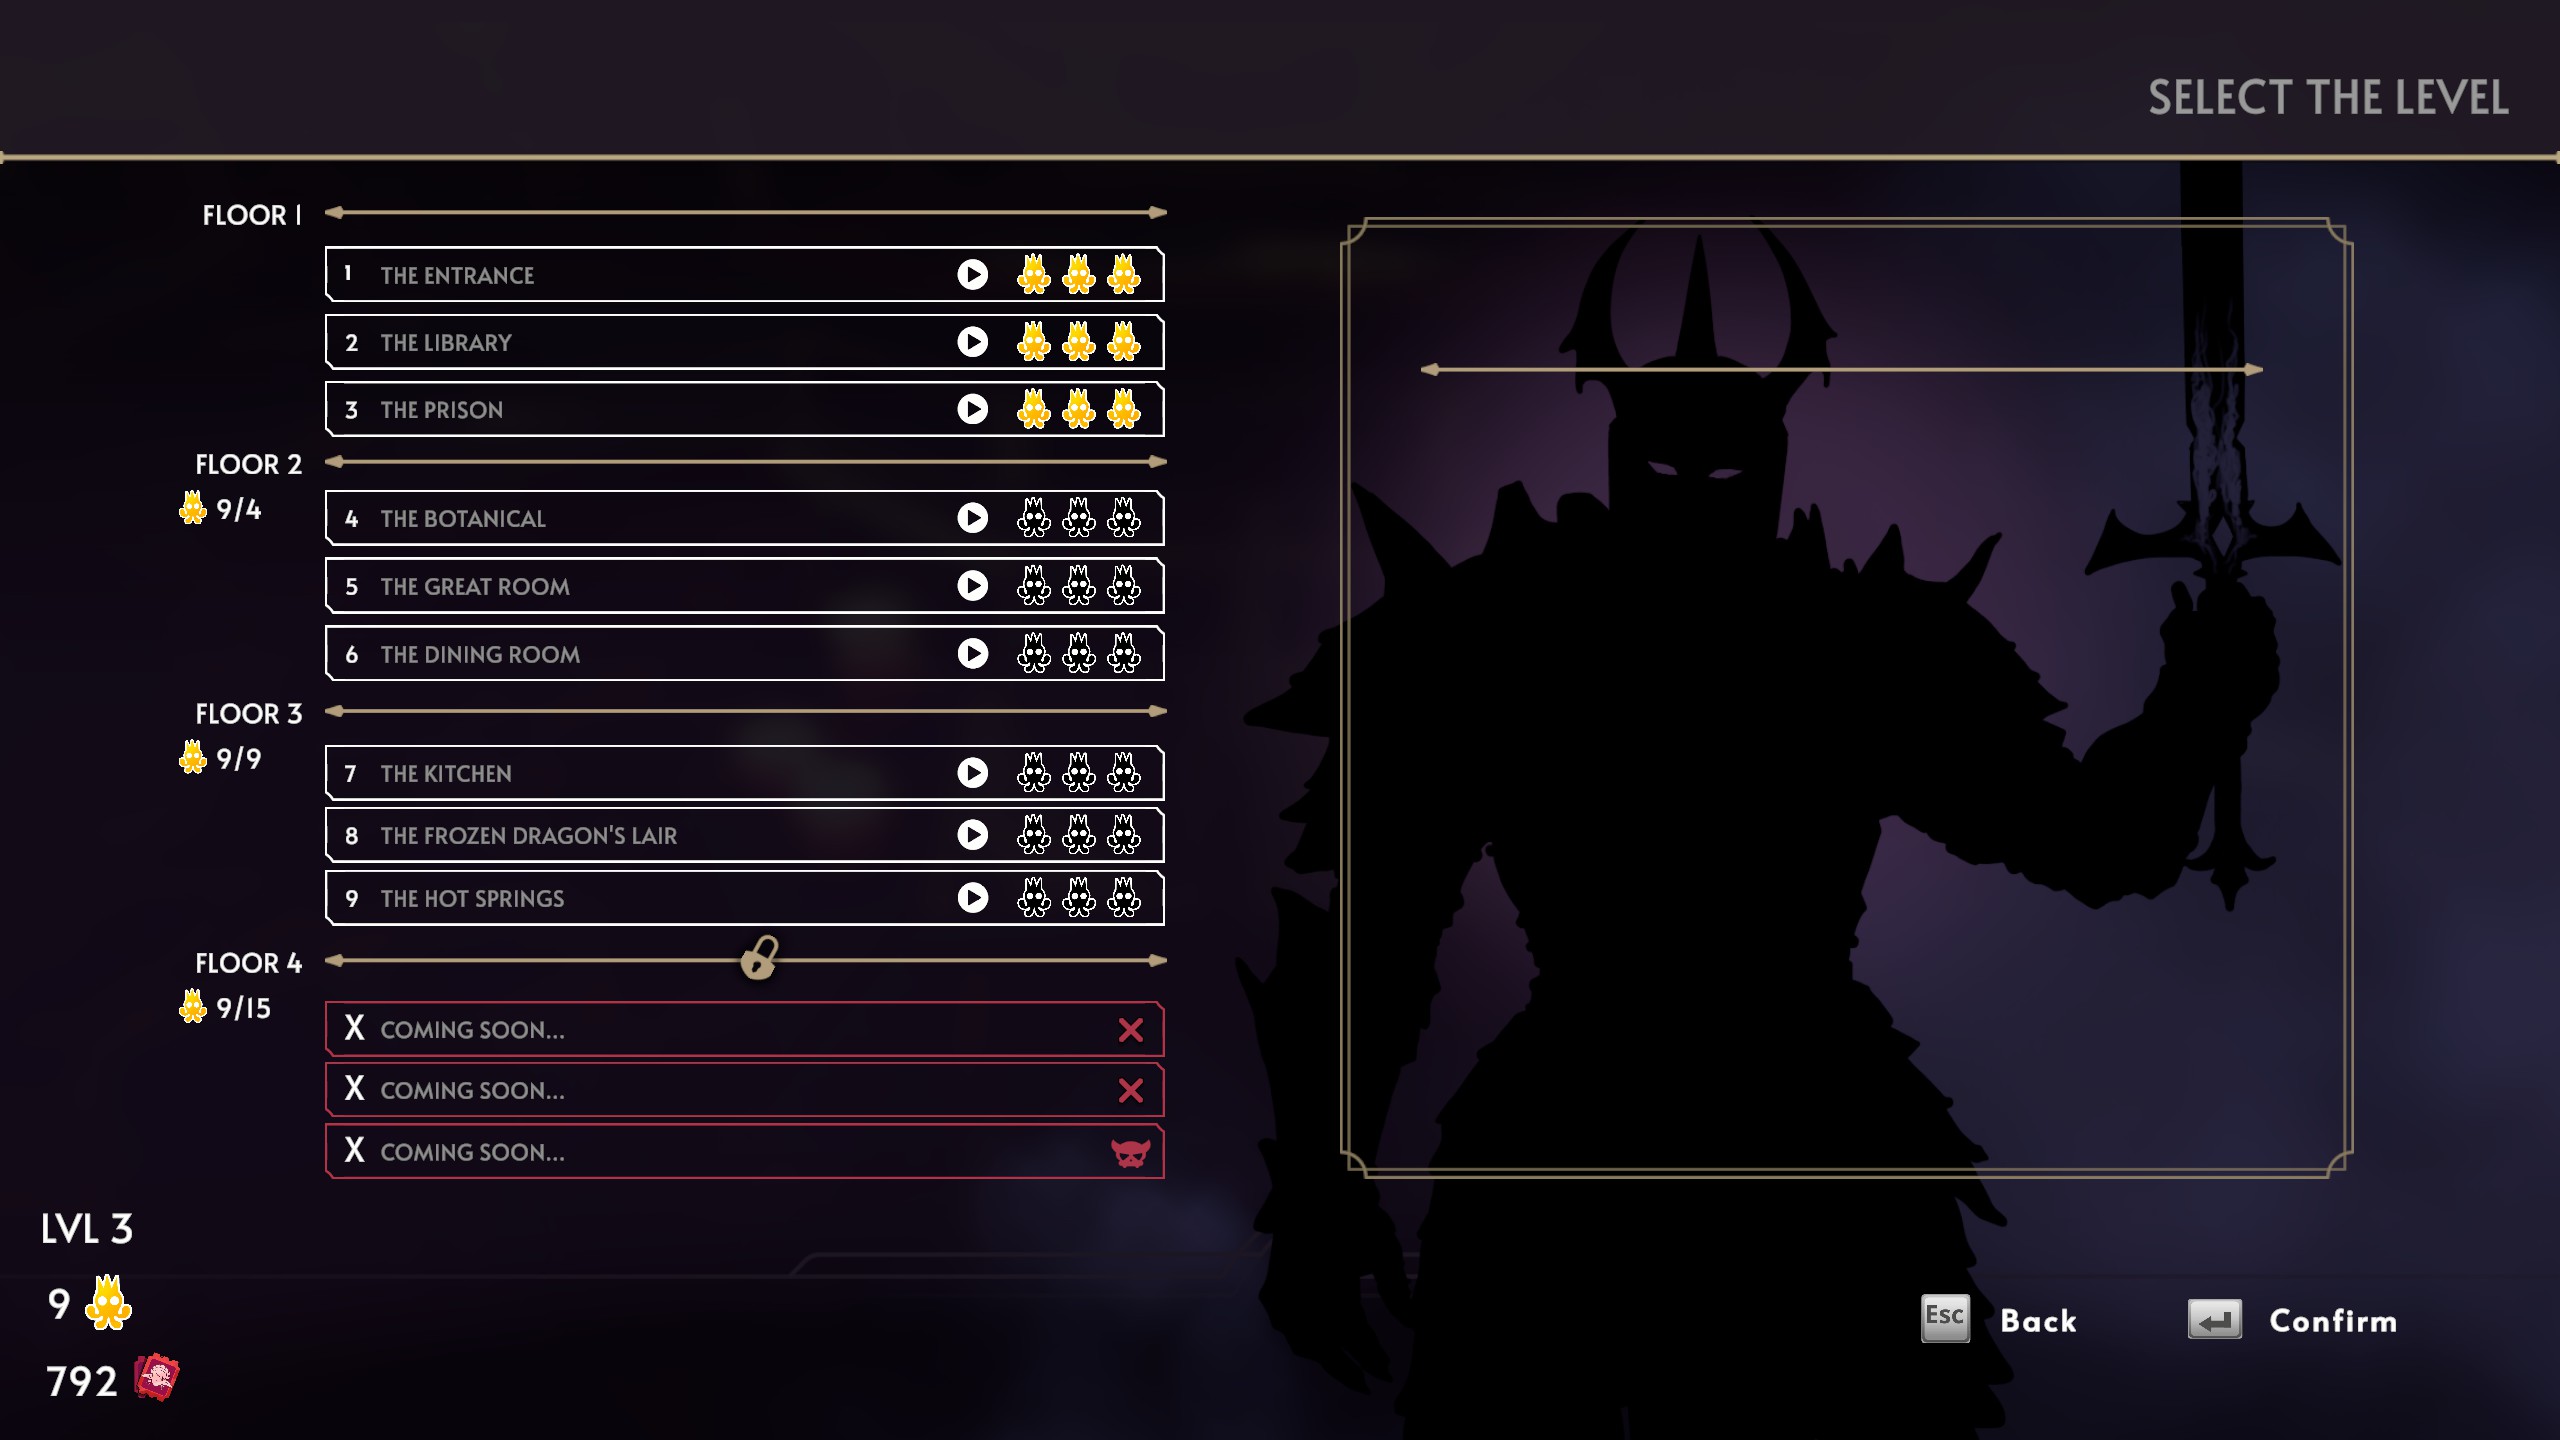 SELECT THE LEVEL
FLOOR 1
1 THE ENTRANCE
2 THE LIBRARY
3 THE PRISON
FLOOR 2
9/4
4 THE BOTANICAL
5 THE GREAT ROOM
6 THE DINING ROOM
FLOOR 3
9/9
7 THE KITCHEN
8 THE FROZEN DRAGON'S LAIR
9 THE HOT SPRINGS
FLOOR 4
9/15
X COMING SOON...
X COMING SOON...
X COMING SOON...
LVL 3
9
792
Esc Back
Confirm